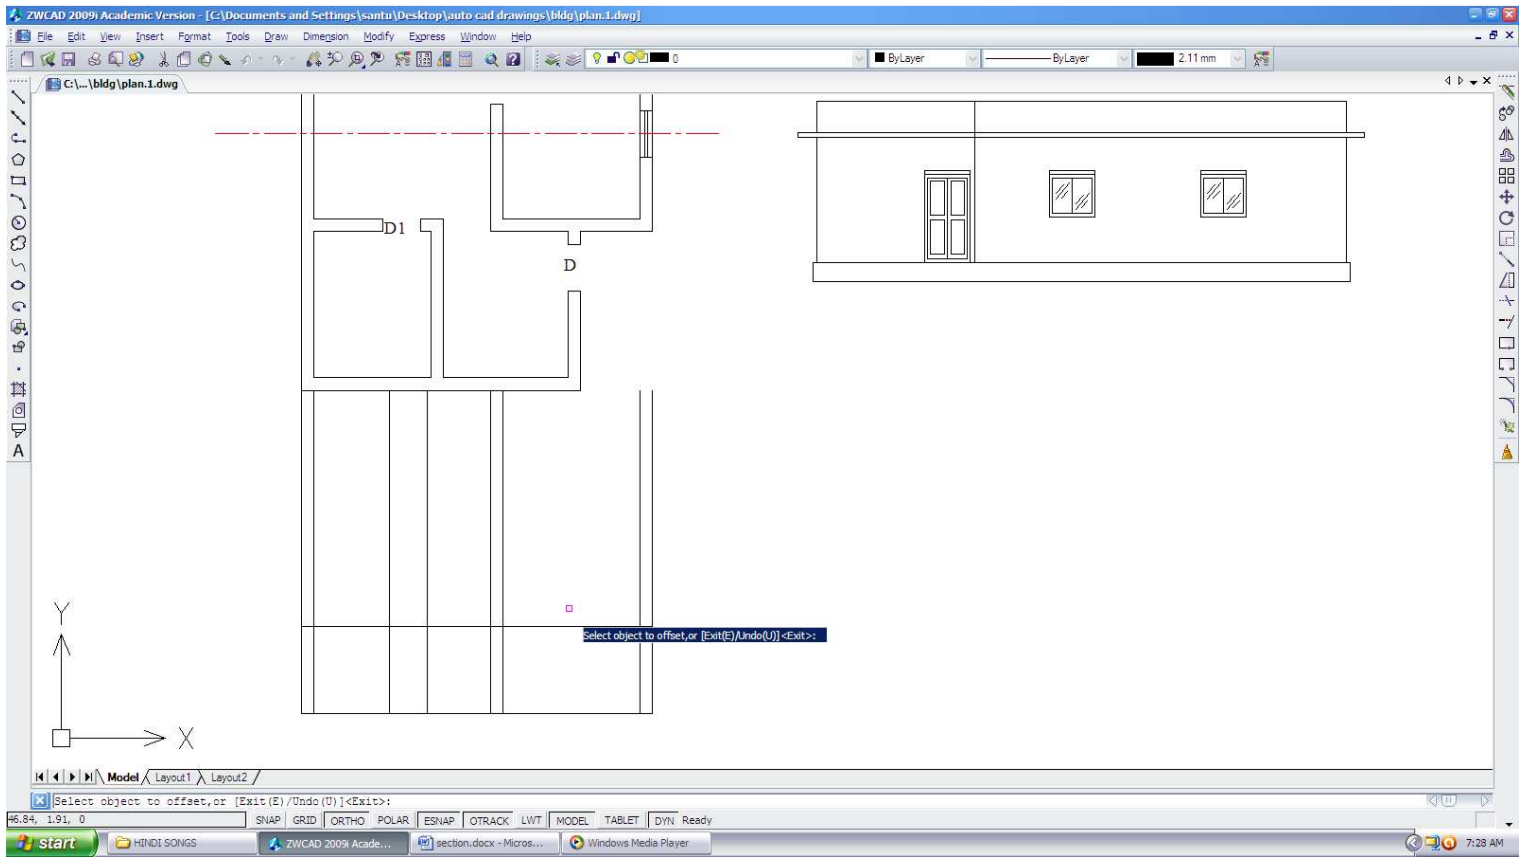 ZWCAD 2009i Academic Version - [C:\Documents and Settings\santu\Desktop\auto cad drawings\bldg\plan.1.dwg]
File Edit View Insert Format Tools Draw Dimension Modify Express Window Help
0 ByLayer ByLayer 2.11 mm
C:\...\bldg\plan.1.dwg
D1
D
Select object to offset,or [Exit(E)/Undo(U)]<Exit>:
Y
X
A
Model Layout1 Layout2
Select object to offset,or [Exit(E)/Undo(U)]<Exit>:
46.84, 1.91, 0 SNAP GRID ORTHO POLAR ESNAP OTRACK LWT MODEL TABLET DYN Ready
start HINDI SONGS ZWCAD 2009i Acade... section.docx - Micros... Windows Media Player 7:28 AM